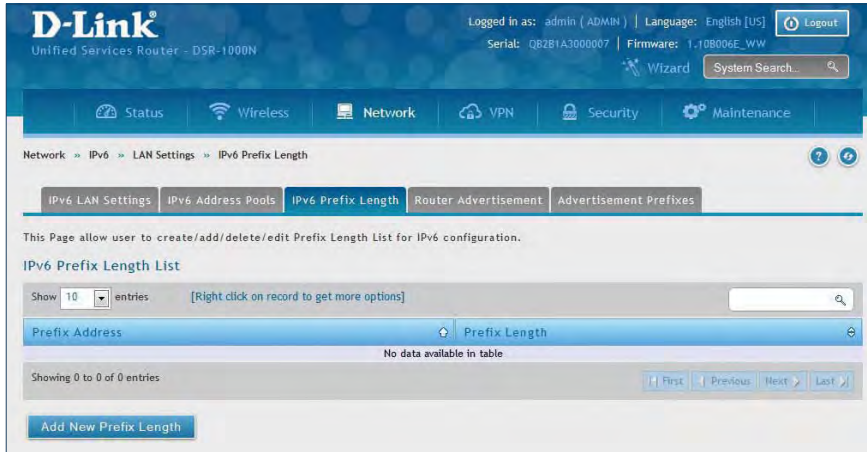 D-Link
Unified Services Router - DSR-1000N
Logged in as: admin ( ADMIN ) | Language: English [US]
Logout
Serial: QB2B1A3000007 | Firmware: 1.10B006E_WW
Wizard
System Search...
Status
Wireless
Network
VPN
Security
Maintenance
Network » IPv6 » LAN Settings » IPv6 Prefix Length
IPv6 LAN Settings
IPv6 Address Pools
IPv6 Prefix Length
Router Advertisement
Advertisement Prefixes
This Page allow user to create/add/delete/edit Prefix Length List for IPv6 configuration.
IPv6 Prefix Length List
Show 10 entries [Right click on record to get more options]
Prefix Address
Prefix Length
No data available in table
Showing 0 to 0 of 0 entries
First
Previous
Next
Last
Add New Prefix Length